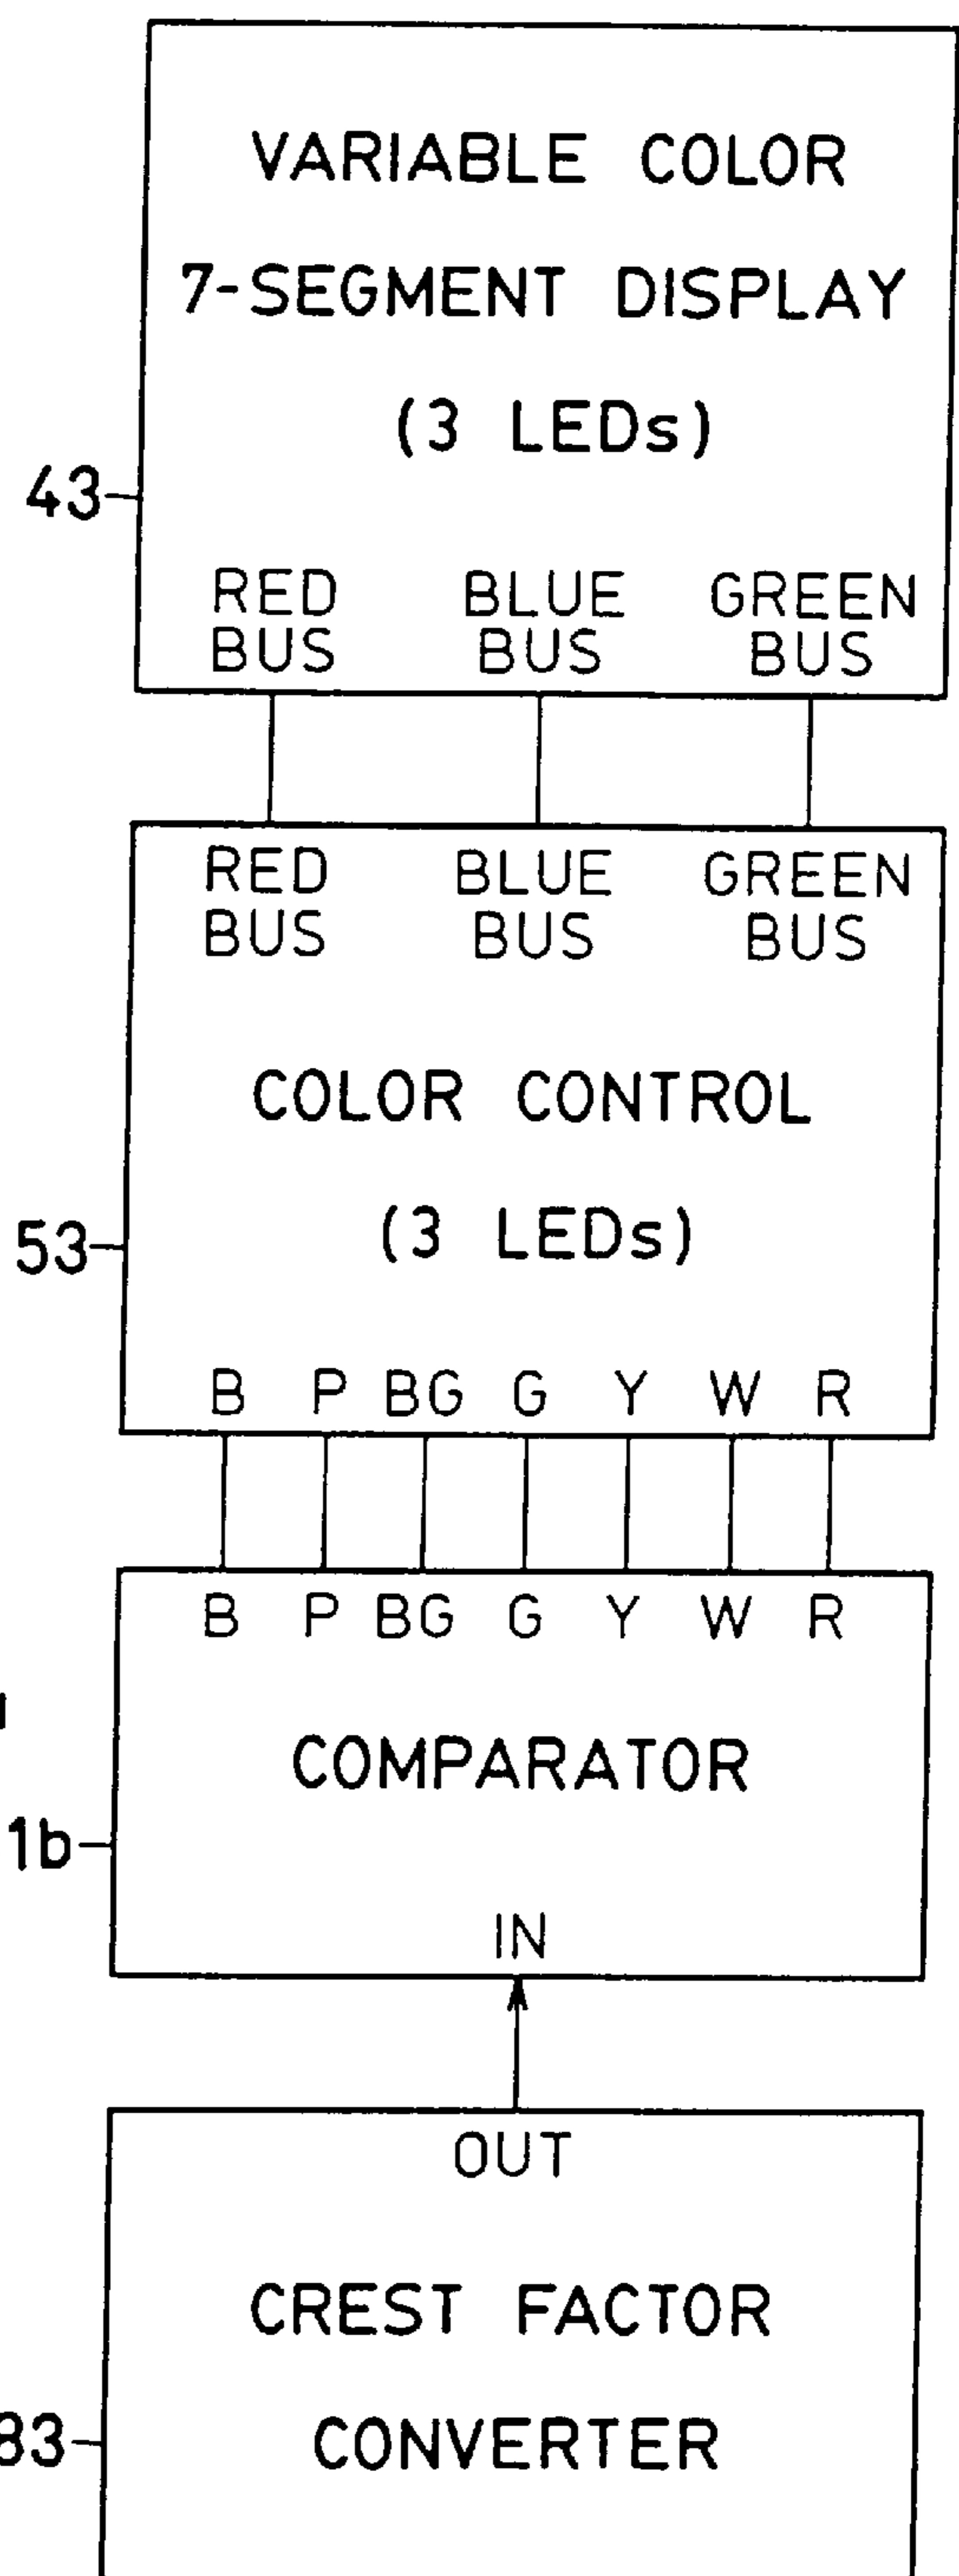 VARIABLE COLOR
7-SEGMENT DISPLAY
(3 LEDs)
43
RED BLUE GREEN
BUS BUS BUS
RED BLUE GREEN
BUS BUS BUS
COLOR CONTROL
(3 LEDs)
53
B P BG G Y W R
B P BG G Y W R
COMPARATOR
1b
IN
OUT
CREST FACTOR
CONVERTER
83